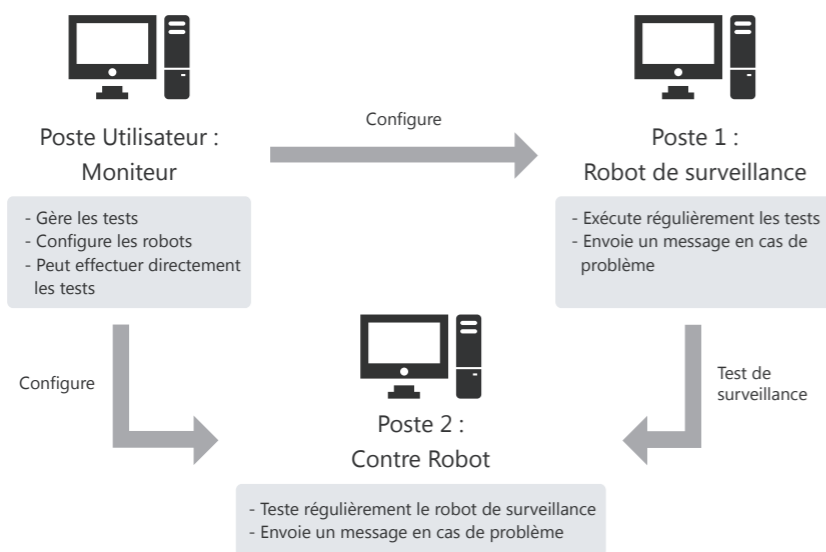 Poste Utilisateur :
Moniteur
- Gère les tests
- Configure les robots
- Peut effectuer directement
les tests
Configure
Poste 1 :
Robot de surveillance
- Exécute régulièrement les tests
- Envoie un message en cas de
problème
Configure
Test de
surveillance
Poste 2 :
Contre Robot
- Teste régulièrement le robot de surveillance
- Envoie un message en cas de problème